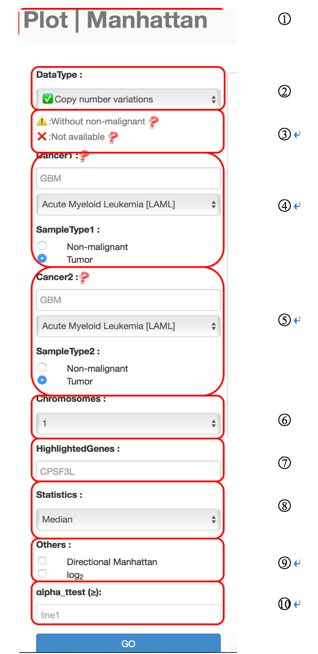 Plot | Manhattan ①
DataType :
✅ Copy number variations ②
⚠️ :Without non-malignant ❓
❌ :Not available ❓ ③↵
Cancer1 :❓
GBM
Acute Myeloid Leukemia [LAML] ④↵
SampleType1 :
Non-malignant
Tumor
Cancer2 :❓
GBM
Acute Myeloid Leukemia [LAML] ⑤↵
SampleType2 :
Non-malignant
Tumor
Chromosomes :
1 ⑥
HighlightedGenes :
CPSF3L ⑦
Statistics :
Median ⑧
Others :
Directional Manhattan ⑨↵
log₂
alpha_ttest (≥):
line1 ⑩↵
GO